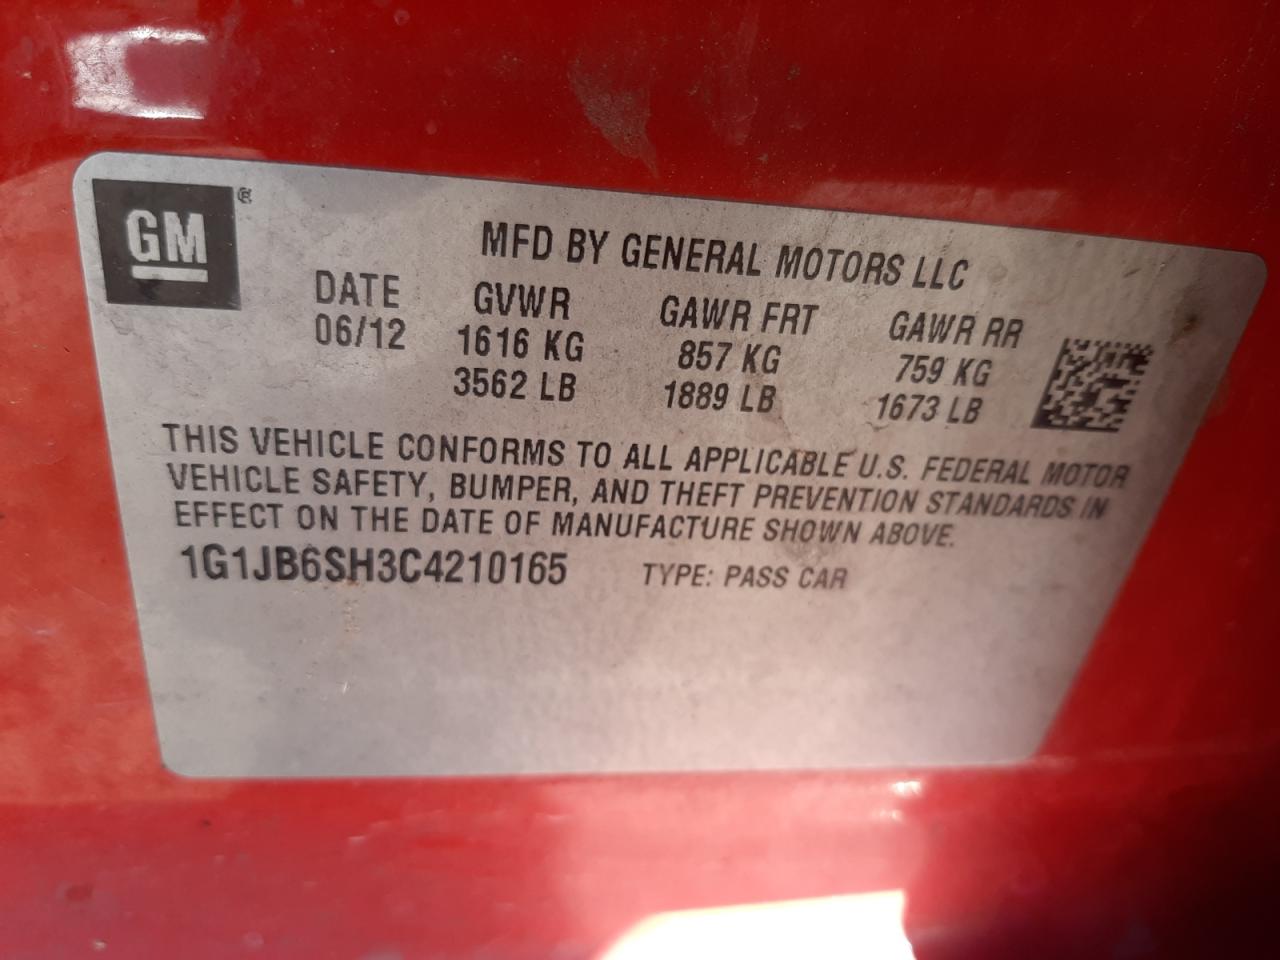 GM
MFD BY GENERAL MOTORS LLC
DATE GVWR GAWR FRT GAWR RR
06/12 1616 KG 857 KG 759 KG
3562 LB 1889 LB 1673 LB
THIS VEHICLE CONFORMS TO ALL APPLICABLE U.S. FEDERAL MOTOR
VEHICLE SAFETY, BUMPER, AND THEFT PREVENTION STANDARDS IN
EFFECT ON THE DATE OF MANUFACTURE SHOWN ABOVE.
1G1JB6SH3C4210165 TYPE: PASS CAR